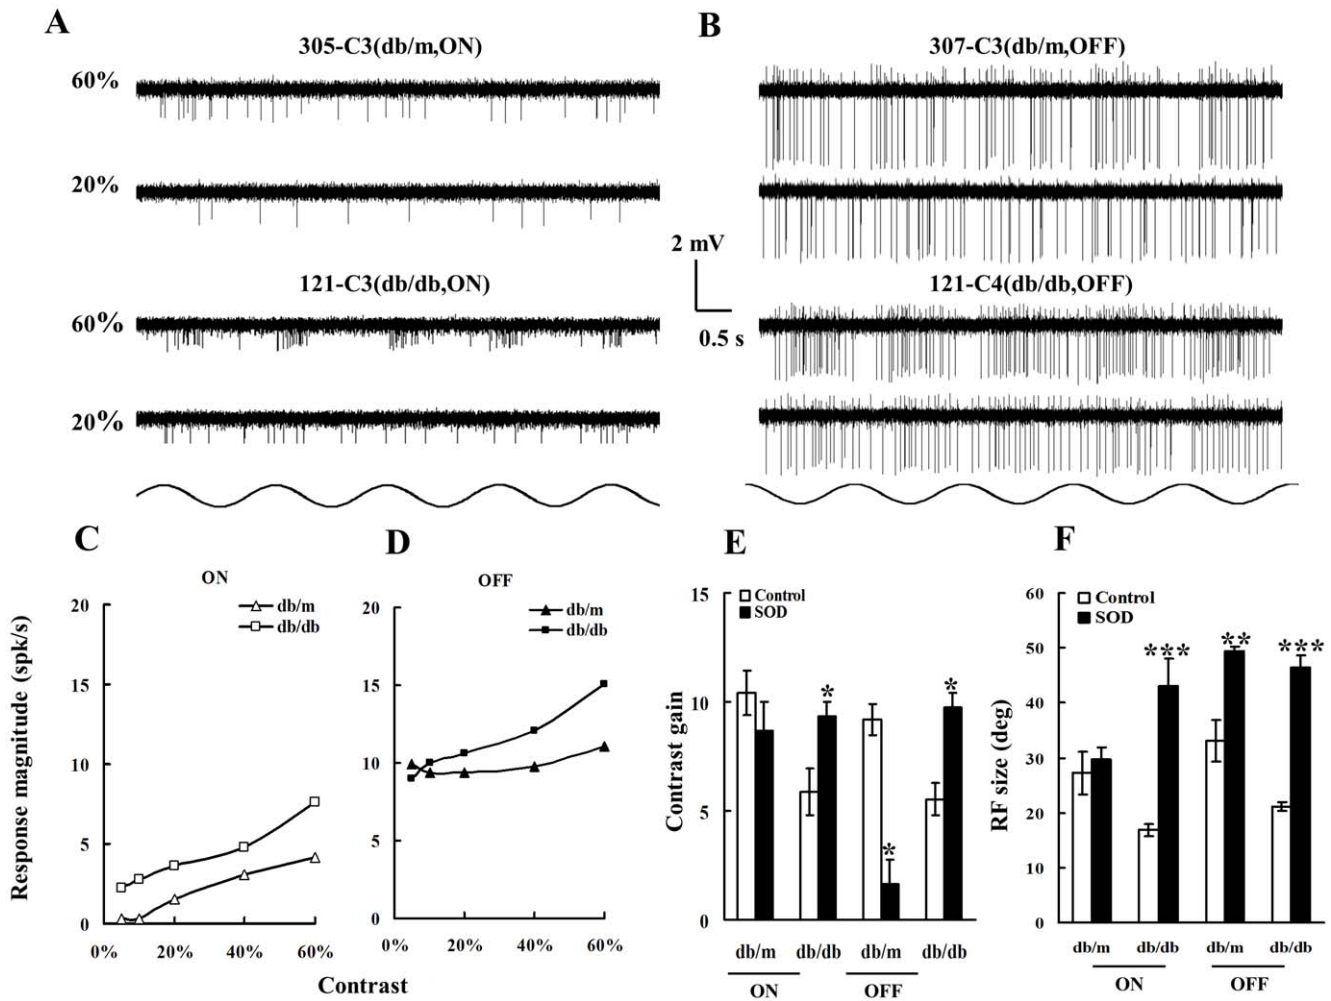 A
305-C3(db/m,ON)
60%
20%
121-C3(db/db,ON)
60%
20%
B
307-C3(db/m,OFF)
2 mV
0.5 s
121-C4(db/db,OFF)
C
ON
db/m
db/db
Response magnitude (spk/s)
20
15
10
5
0
0% 20% 40% 60%
D
OFF
db/m
db/db
20
15
10
5
0
0% 20% 40% 60%
Contrast
E
Control
SOD
Contrast gain
15
10
5
0
*
*
*
db/m db/db db/m db/db
ON OFF
F
Control
SOD
RF size (deg)
60
50
40
30
20
10
0
***
**
***
db/m db/db db/m db/db
ON OFF